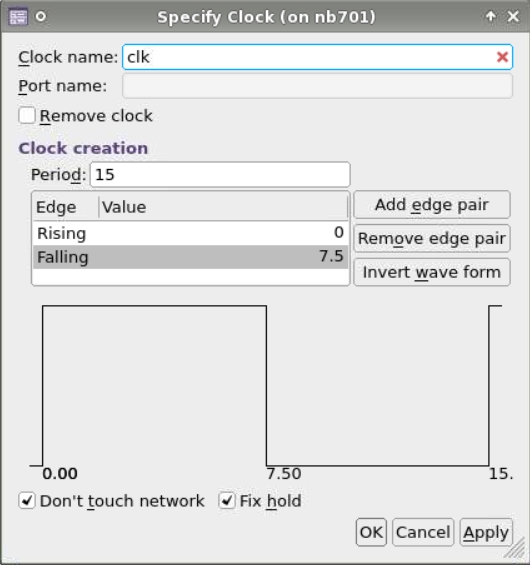 Specify Clock (on nb701)
Clock name: clk
Port name:
Remove clock
Clock creation
Period: 15
Edge Value
Rising 0
Falling 7.5
Add edge pair
Remove edge pair
Invert wave form
0.00 7.50 15.
Don't touch network Fix hold
OK Cancel Apply